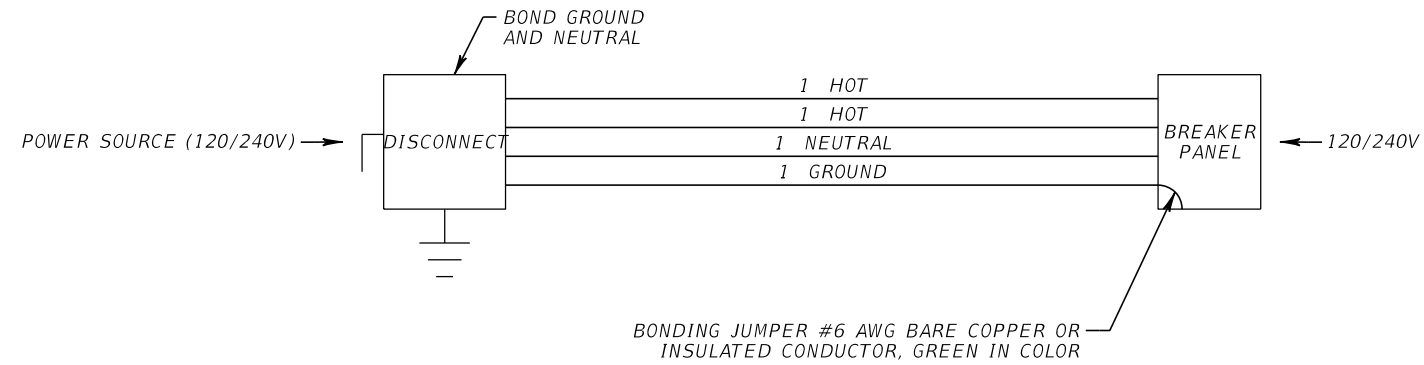 BOND GROUND
AND NEUTRAL
1 HOT
1 HOT
1 NEUTRAL
1 GROUND
POWER SOURCE (120/240V)
DISCONNECT
BREAKER
PANEL
120/240V
BONDING JUMPER #6 AWG BARE COPPER OR
INSULATED CONDUCTOR, GREEN IN COLOR